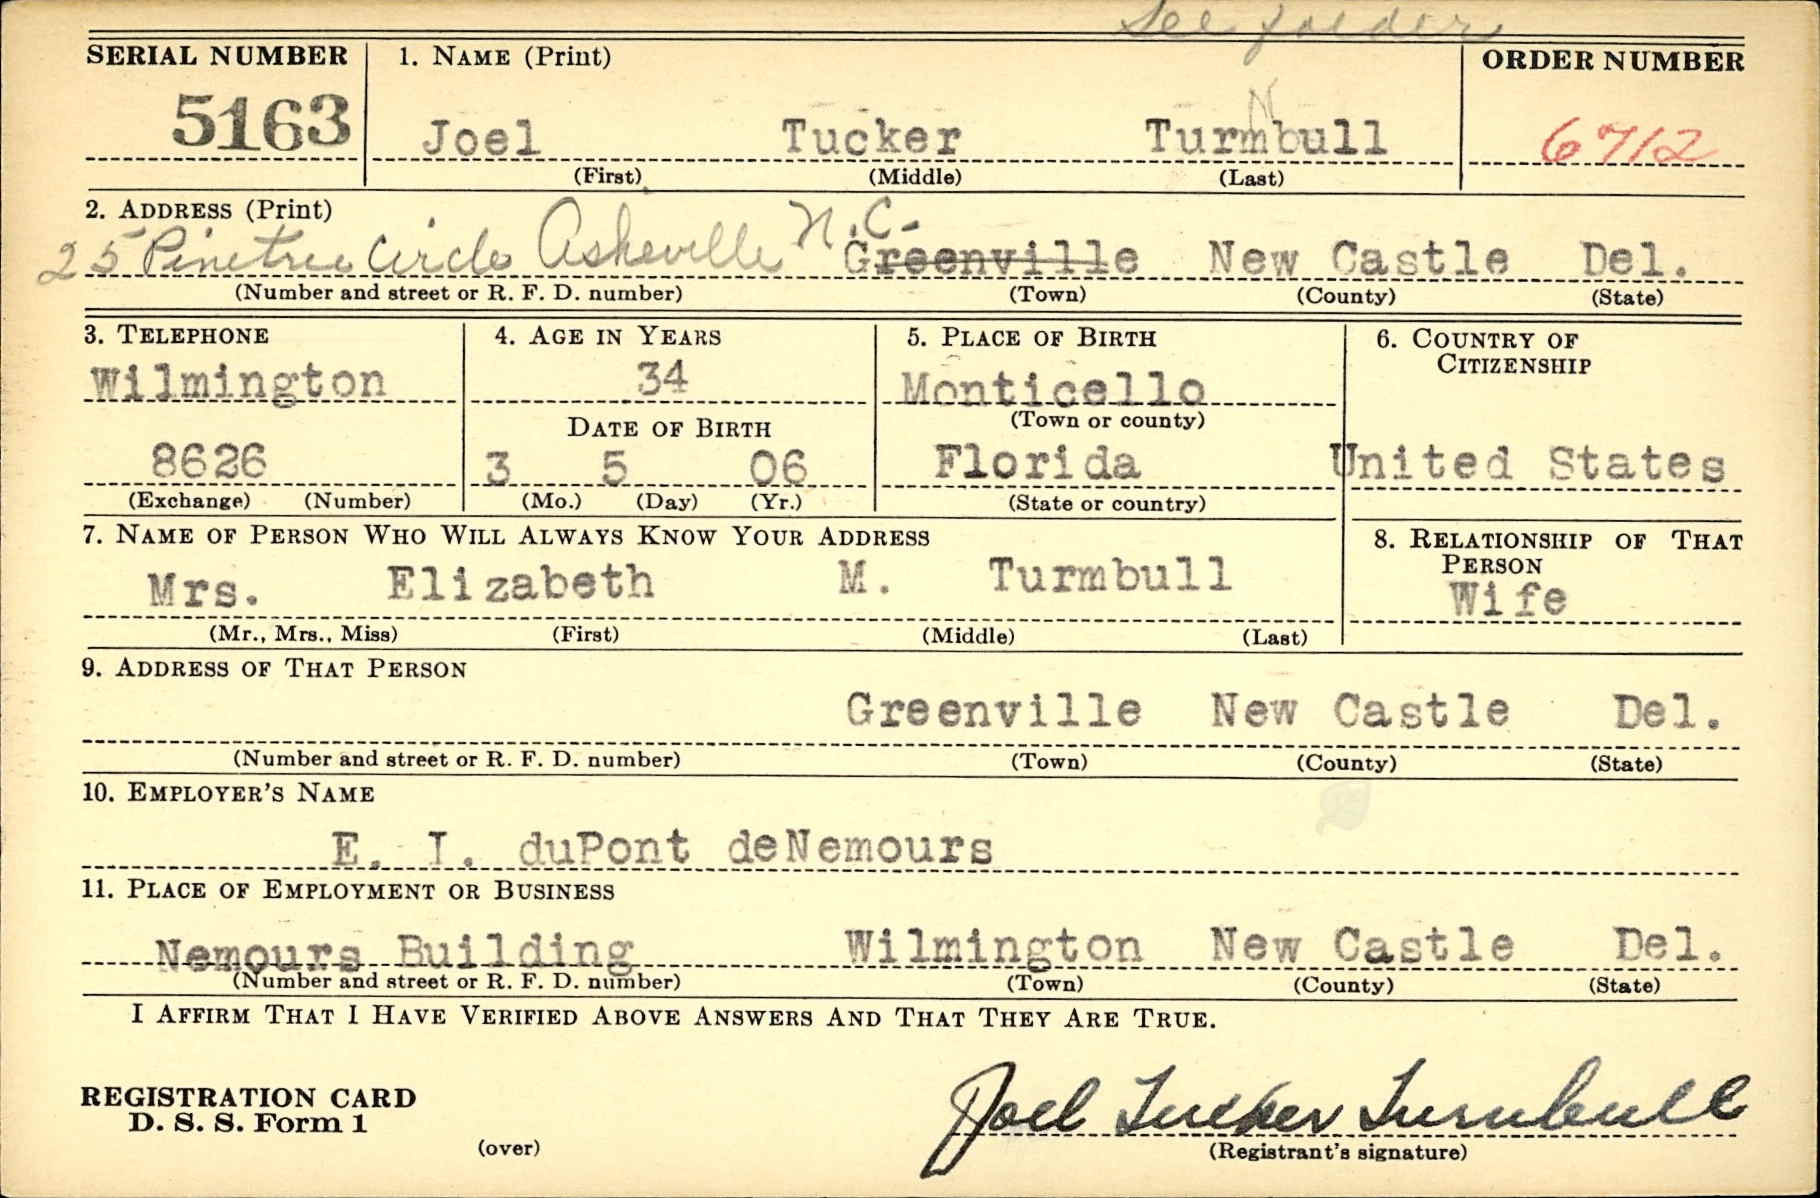 See folder
SERIAL NUMBER 1. NAME (Print) ORDER NUMBER
N
5163 Joel Tucker Turmbull 6712
(First) (Middle) (Last)
2. ADDRESS (Print)
25 Pinetree Circle Asheville N.C. Greenville New Castle Del.
(Number and street or R. F. D. number) (Town) (County) (State)
3. TELEPHONE 4. AGE IN YEARS 5. PLACE OF BIRTH 6. COUNTRY OF
CITIZENSHIP
Wilmington 34 Monticello
DATE OF BIRTH (Town or county)
8626 3 5 06 Florida United States
(Exchange) (Number) (Mo.) (Day) (Yr.) (State or country)
7. NAME OF PERSON WHO WILL ALWAYS KNOW YOUR ADDRESS 8. RELATIONSHIP OF THAT
PERSON
Mrs. Elizabeth M. Turmbull Wife
(Mr., Mrs., Miss) (First) (Middle) (Last)
9. ADDRESS OF THAT PERSON
Greenville New Castle Del.
(Number and street or R. F. D. number) (Town) (County) (State)
10. EMPLOYER'S NAME
E. I. duPont deNemours
11. PLACE OF EMPLOYMENT OR BUSINESS
Nemours Building Wilmington New Castle Del.
(Number and street or R. F. D. number) (Town) (County) (State)
I AFFIRM THAT I HAVE VERIFIED ABOVE ANSWERS AND THAT THEY ARE TRUE.
REGISTRATION CARD
D. S. S. Form 1
Joel Tucker Turnbull
(over) (Registrant's signature)